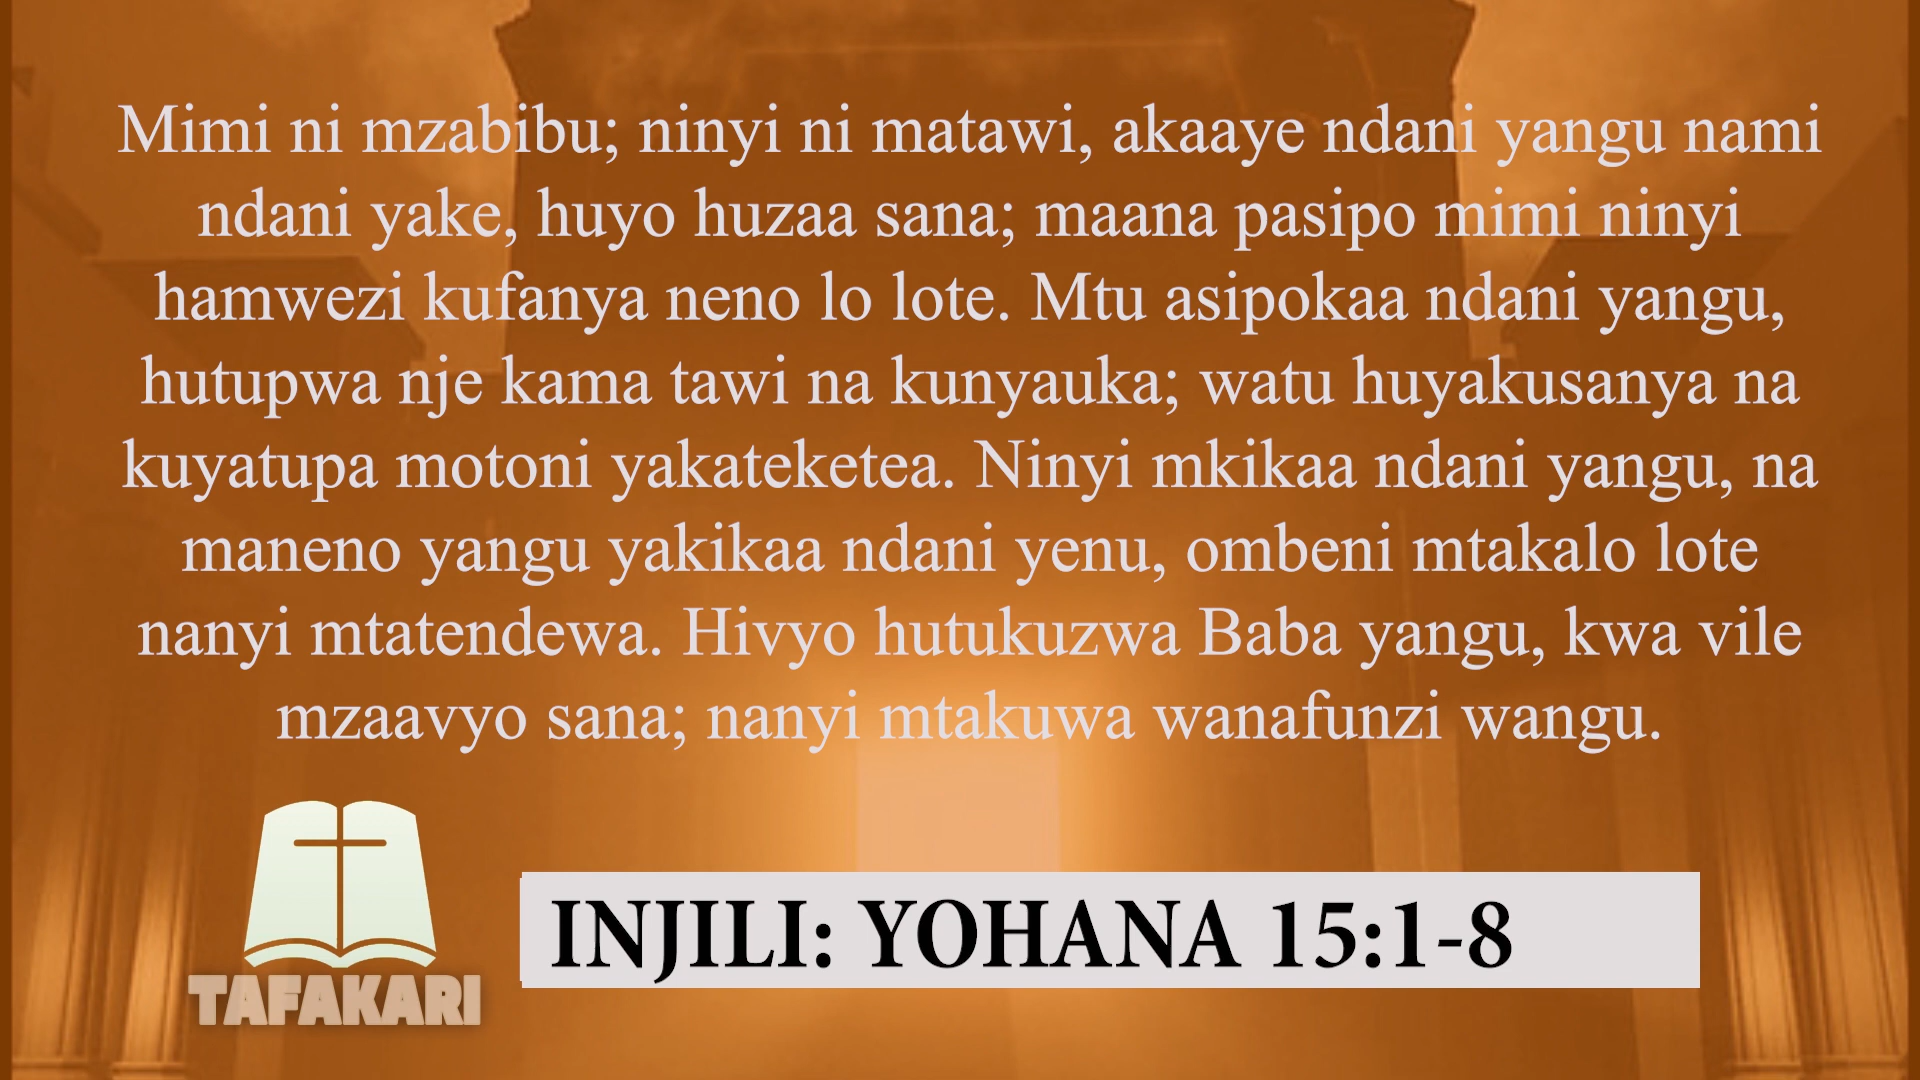 Mimi ni mzabibu; ninyi ni matawi, akaaye ndani yangu nami
ndani yake, huyo huzaa sana; maana pasipo mimi ninyi
hamwezi kufanya neno lo lote. Mtu asipokaa ndani yangu,
hutupwa nje kama tawi na kunyauka; watu huyakusanya na
kuyatupa motoni yakateketea. Ninyi mkikaa ndani yangu, na
maneno yangu yakikaa ndani yenu, ombeni mtakalo lote
nanyi mtatendewa. Hivyo hutukuzwa Baba yangu, kwa vile
mzaavyo sana; nanyi mtakuwa wanafunzi wangu.
INJILI: YOHANA 15:1-8
TAFAKARI